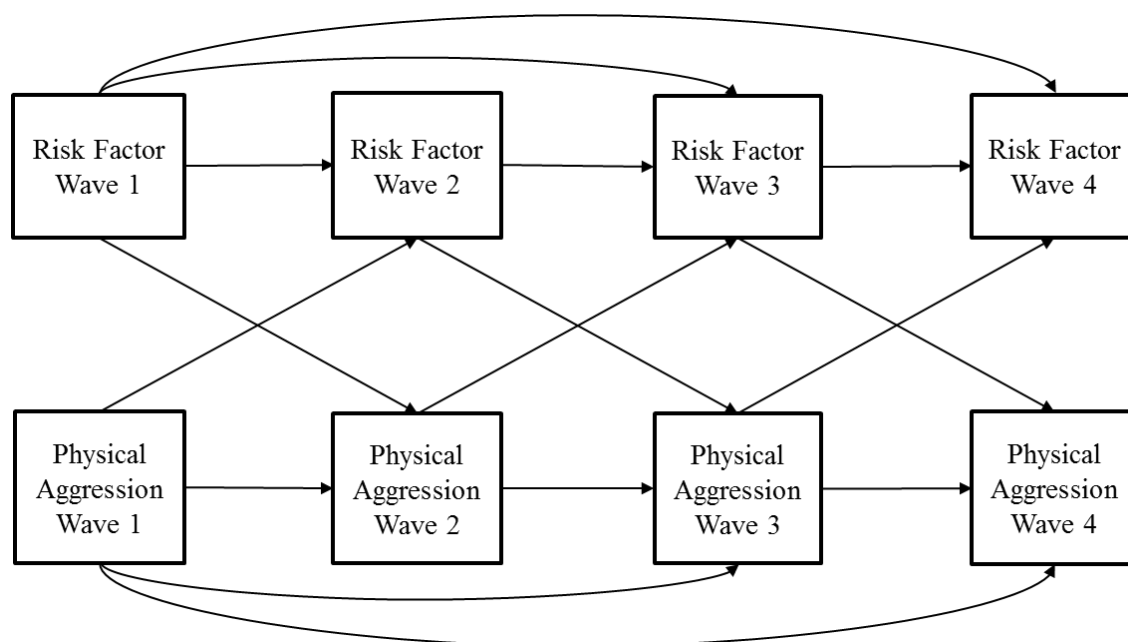 Risk Factor
Wave 1
Risk Factor
Wave 2
Risk Factor
Wave 3
Risk Factor
Wave 4
Physical
Aggression
Wave 1
Physical
Aggression
Wave 2
Physical
Aggression
Wave 3
Physical
Aggression
Wave 4